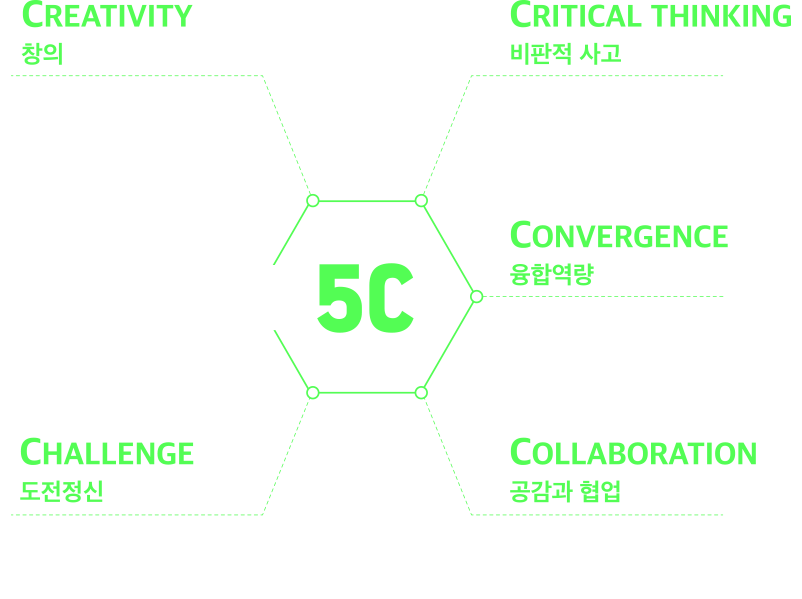 CREATIVITY
창의
CRITICAL THINKING
비판적 사고
CONVERGENCE
융합역량
5C
CHALLENGE
도전정신
COLLABORATION
공감과 협업